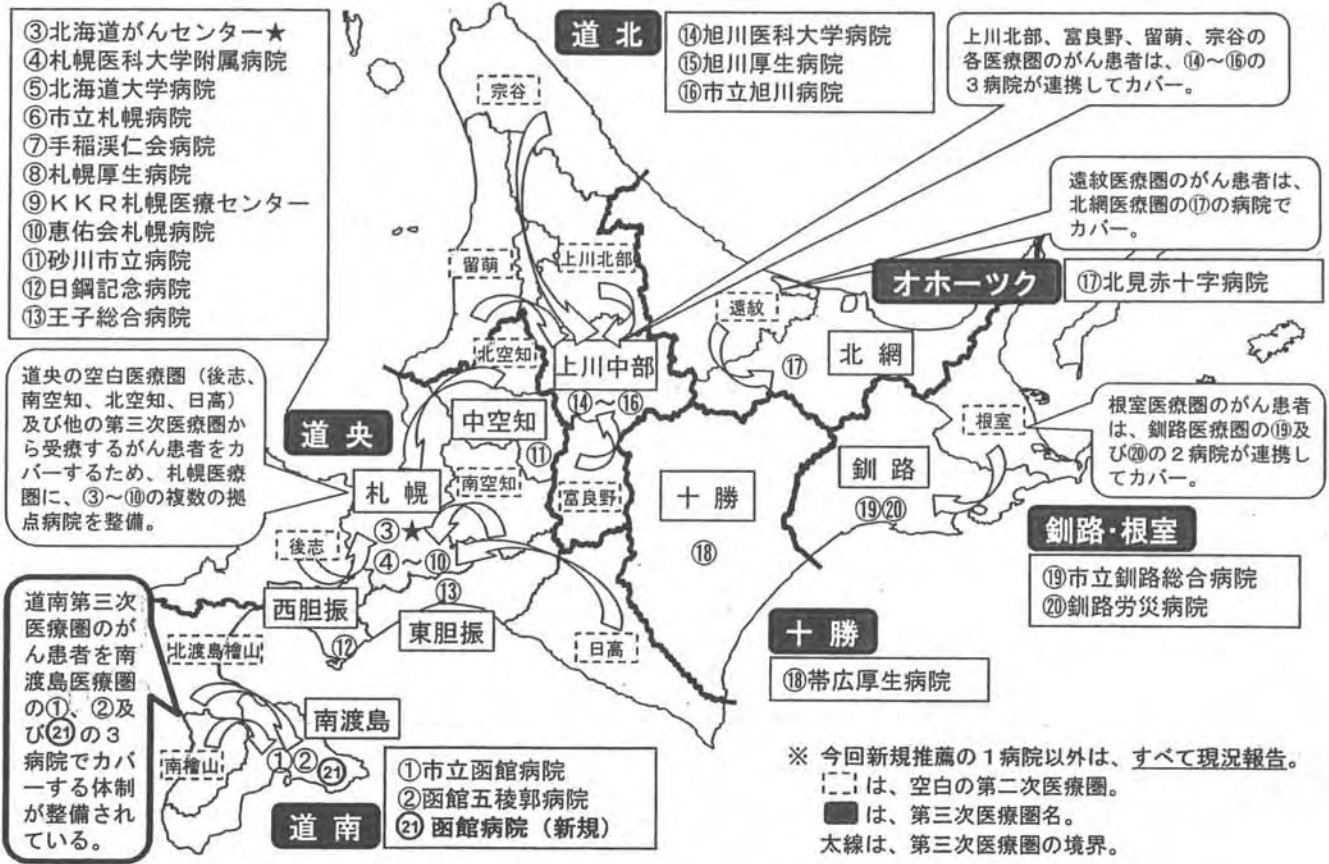 ③北海道がんセンター★
④札幌医科大学附属病院
⑤北海道大学病院
⑥市立札幌病院
⑦手稲渓仁会病院
⑧札幌厚生病院
⑨KKR札幌医療センター
⑩恵佑会札幌病院
⑪砂川市立病院
⑫日鋼記念病院
⑬王子総合病院
道北
⑭旭川医科大学病院
⑮旭川厚生病院
⑯市立旭川病院
上川北部、富良野、留萌、宗谷の
各医療圏のがん患者は、⑭～⑯の
3病院が連携してカバー。
遠紋医療圏のがん患者は、
北網医療圏の⑰の病院で
カバー。
オホーツク
⑰北見赤十字病院
宗谷
留萌
上川北部
遠紋
北空知
上川中部
⑭～⑯
北網
⑰
道央の空白医療圏（後志、
南空知、北空知、日高）
及び他の第三次医療圏か
ら受療するがん患者をカ
バーするため、札幌医療
圏に、③～⑩の複数の拠
点病院を整備。
道央
中空知
⑪
札幌
南空知
富良野
③★
④～⑩
後志
十勝
⑱
釧路
⑲⑳
根室
根室医療圏のがん患者
は、釧路医療圏の⑲及
び⑳の2病院が連携し
てカバー。
釧路・根室
⑲市立釧路総合病院
⑳釧路労災病院
西胆振
⑫
⑬
東胆振
日高
十勝
⑱帯広厚生病院
道南第三次
医療圏のが
ん患者を南
渡島医療圏
の①、②及
び㉑の3
病院でカバ
ーする体制
が整備され
ている。
北渡島檜山
南渡島
南檜山
①②㉑
道南
①市立函館病院
②函館五稜郭病院
㉑函館病院（新規）
※ 今回新規推薦の1病院以外は、すべて現況報告。
は、空白の第二次医療圏。
は、第三次医療圏名。
太線は、第三次医療圏の境界。